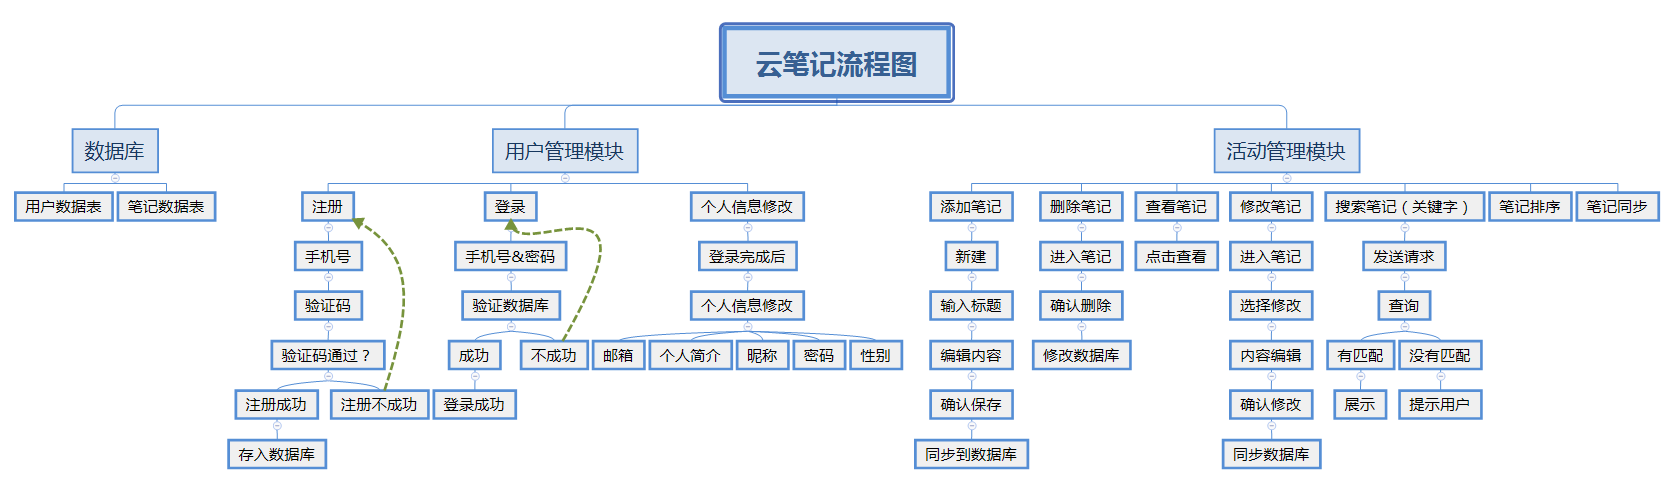 云笔记流程图
数据库
用户管理模块
活动管理模块
用户数据表
笔记数据表
注册
登录
个人信息修改
添加笔记
删除笔记
查看笔记
修改笔记
搜索笔记（关键字）
笔记排序
笔记同步
手机号
手机号&密码
登录完成后
新建
进入笔记
点击查看
进入笔记
发送请求
验证码
验证数据库
个人信息修改
输入标题
确认删除
选择修改
查询
验证码通过？
成功
不成功
邮箱
个人简介
昵称
密码
性别
编辑内容
修改数据库
内容编辑
有匹配
没有匹配
注册成功
注册不成功
登录成功
确认保存
确认修改
展示
提示用户
存入数据库
同步到数据库
同步数据库